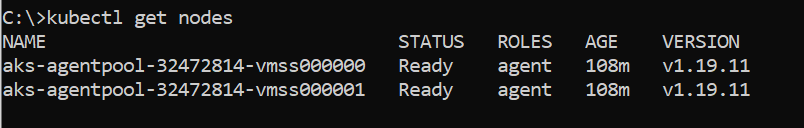 C:\>kubectl get nodes
NAME STATUS ROLES AGE VERSION
aks-agentpool-32472814-vmss000000 Ready agent 108m v1.19.11
aks-agentpool-32472814-vmss000001 Ready agent 108m v1.19.11